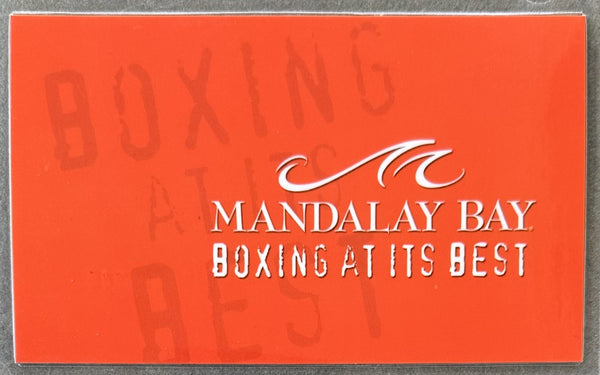 BOXING
AT ITS
BEST
MANDALAY BAY
BOXING AT ITS BEST